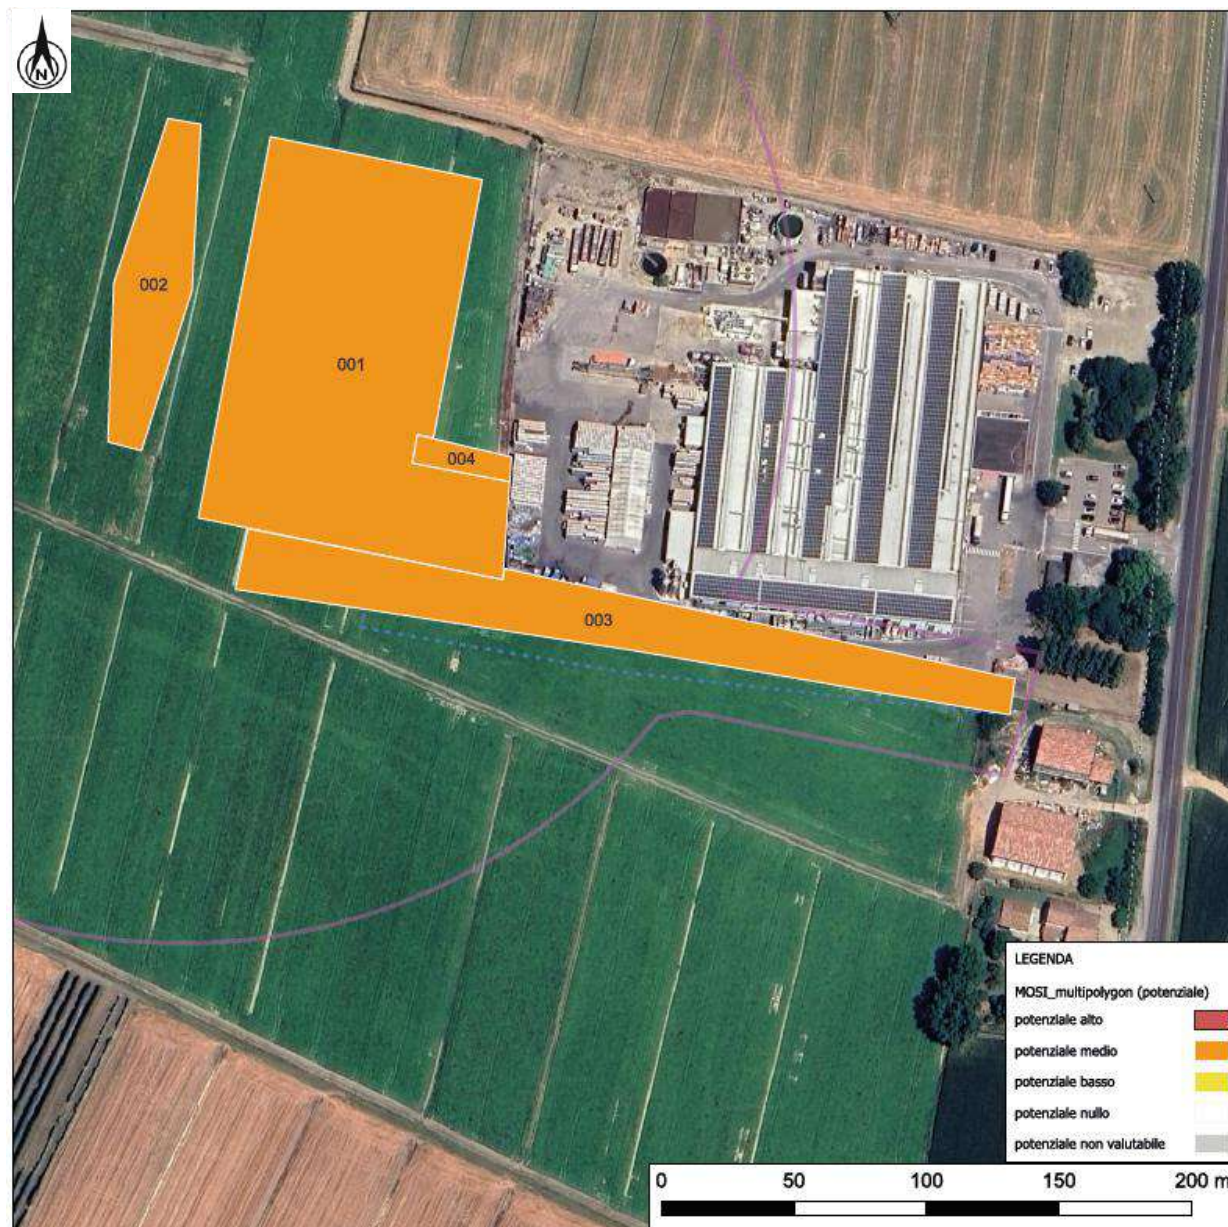 N
002
001
004
003
LEGENDA
MOSI_multipolygon (potenziale)
potenziale alto
potenziale medio
potenziale basso
potenziale nullo
potenziale non valutabile
0 50 100 150 200 m